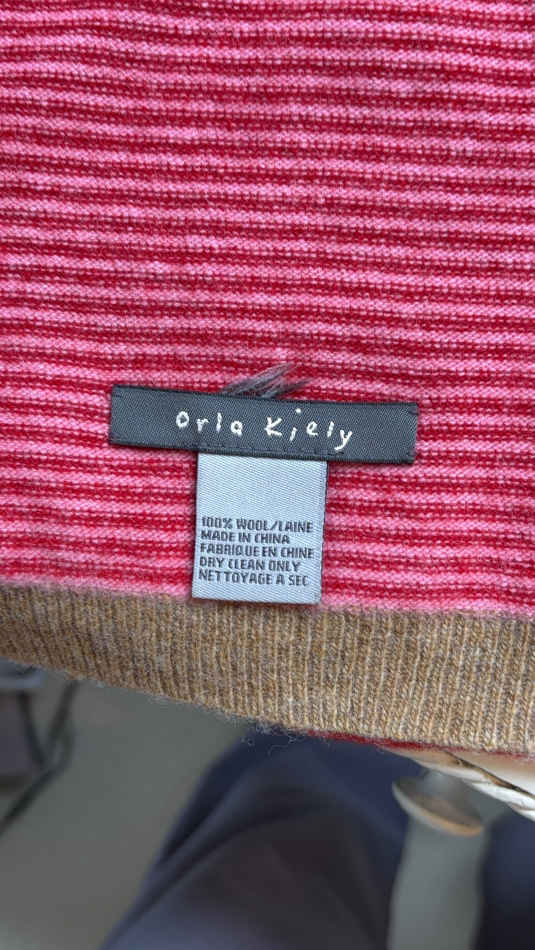 Orla Kiely
100% WOOL/LAINE
MADE IN CHINA
FABRIQUE EN CHINE
DRY CLEAN ONLY
NETTOYAGE A SEC